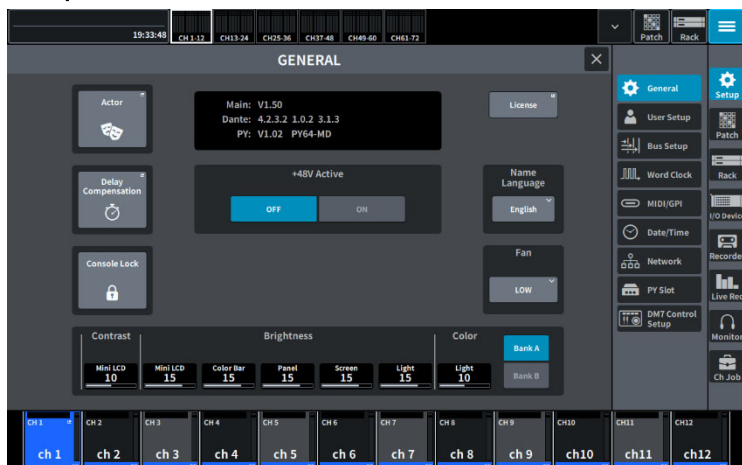 19:33:48
CH 1-12
CH13-24
CH25-36
CH37-48
CH49-60
CH61-72
Patch
Rack
GENERAL
Actor
Main: V1.50
Dante: 4.2.3.2 1.0.2 3.1.3
PY: V1.02 PY64-MD
License
Delay
Compensation
+48V Active
OFF
ON
Name
Language
English
Console Lock
Fan
LOW
Contrast
Brightness
Color
Mini LCD
10
Mini LCD
15
Color Bar
15
Panel
15
Screen
15
Light
15
Light
10
Bank A
Bank B
General
User Setup
Bus Setup
Word Clock
MIDI/GPI
Date/Time
Network
PY Slot
DM7 Control
Setup
Setup
Patch
Rack
I/O Device
Recorder
Live Rec
Monitor
Ch Job
CH 1
CH 2
CH 3
CH 4
CH 5
CH 6
CH 7
CH 8
CH 9
CH10
CH11
CH12
ch 1
ch 2
ch 3
ch 4
ch 5
ch 6
ch 7
ch 8
ch 9
ch10
ch11
ch12